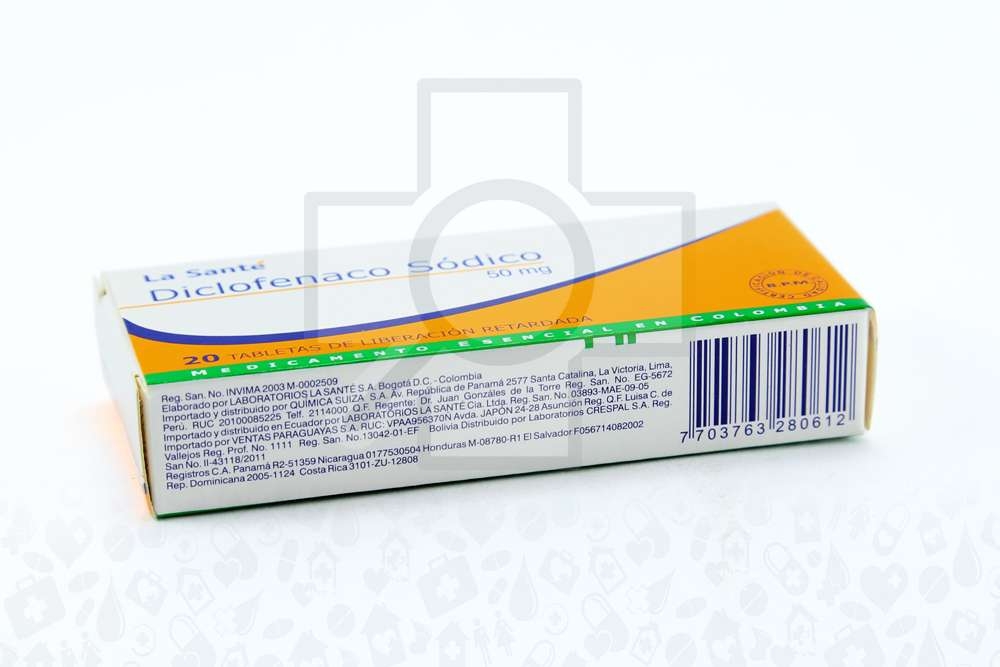 La Santé
Diclofenaco Sódico
50 mg
B.P.M
20 TABLETAS DE LIBERACIÓN RETARDADA
MEDICAMENTO ESENCIAL EN COLOMBIA
Reg. San. No. INVIMA 2003 M-0002509
Elaborado por LABORATORIOS LA SANTÉ S.A. Bogotá D.C. - Colombia
Importado y distribuido por QUIMICA SUIZA S.A. Av. República de Panamá 2577 Santa Catalina, La Victoria, Lima,
Perú. RUC 20100085225 Telf. 2114000 Q.F. Regente: Dr. Juan Gonzáles de la Torre Reg. San. No. EG-5672
Importado y distribuido en Ecuador por LABORATORIOS LA SANTÉ Cia. Ltda. Reg. San. No. 03893-MAE-09-05
Importado por VENTAS PARAGUAYAS S.A. RUC: VPAA956370N Avda. JAPÓN 24-28 Asunción Reg. Q.F. Luisa C. de
Vallejos Reg. Prof. No. 1111 Reg. San. No.13042-01-EF Bolivia Distribuido por Laboratorios CRESPAL S.A. Reg.
San No. II-43118/2011
Registros C.A. Panamá R2-51359 Nicaragua 0177530504 Honduras M-08780-R1 El Salvador F056714082002
Rep. Dominicana 2005-1124 Costa Rica 3101-ZU-12808
7 703763 280612